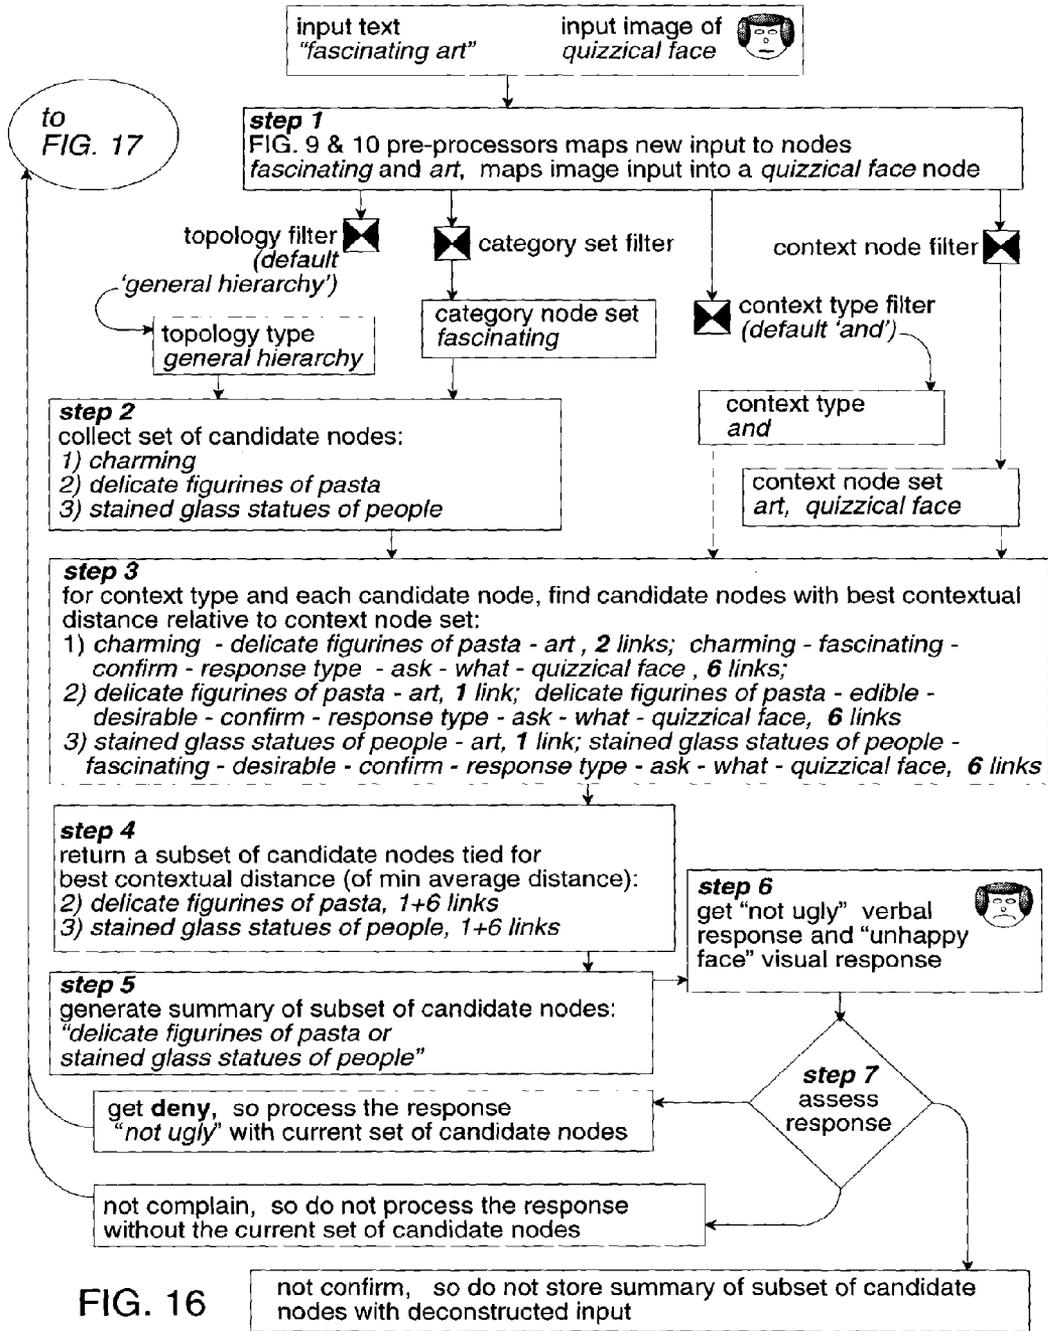 input text
"fascinating art"
input image of
quizzical face
to
FIG. 17
step 1
FIG. 9 & 10 pre-processors maps new input to nodes
fascinating and art, maps image input into a quizzical face node
topology filter
(default
'general hierarchy')
category set filter
context node filter
topology type
general hierarchy
category node set
fascinating
context type filter
(default 'and')
context type
and
context node set
art, quizzical face
step 2
collect set of candidate nodes:
1) charming
2) delicate figurines of pasta
3) stained glass statues of people
step 3
for context type and each candidate node, find candidate nodes with best contextual
distance relative to context node set:
1) charming - delicate figurines of pasta - art , 2 links; charming - fascinating -
confirm - response type - ask - what - quizzical face , 6 links;
2) delicate figurines of pasta - art, 1 link; delicate figurines of pasta - edible -
desirable - confirm - response type - ask - what - quizzical face, 6 links
3) stained glass statues of people - art, 1 link; stained glass statues of people -
fascinating - desirable - confirm - response type - ask - what - quizzical face, 6 links
step 4
return a subset of candidate nodes tied for
best contextual distance (of min average distance):
2) delicate figurines of pasta, 1+6 links
3) stained glass statues of people, 1+6 links
step 5
generate summary of subset of candidate nodes:
"delicate figurines of pasta or
stained glass statues of people"
step 6
get "not ugly" verbal
response and "unhappy
face" visual response
step 7
assess
response
get deny, so process the response
"not ugly" with current set of candidate nodes
not complain, so do not process the response
without the current set of candidate nodes
not confirm, so do not store summary of subset of candidate
nodes with deconstructed input
FIG. 16